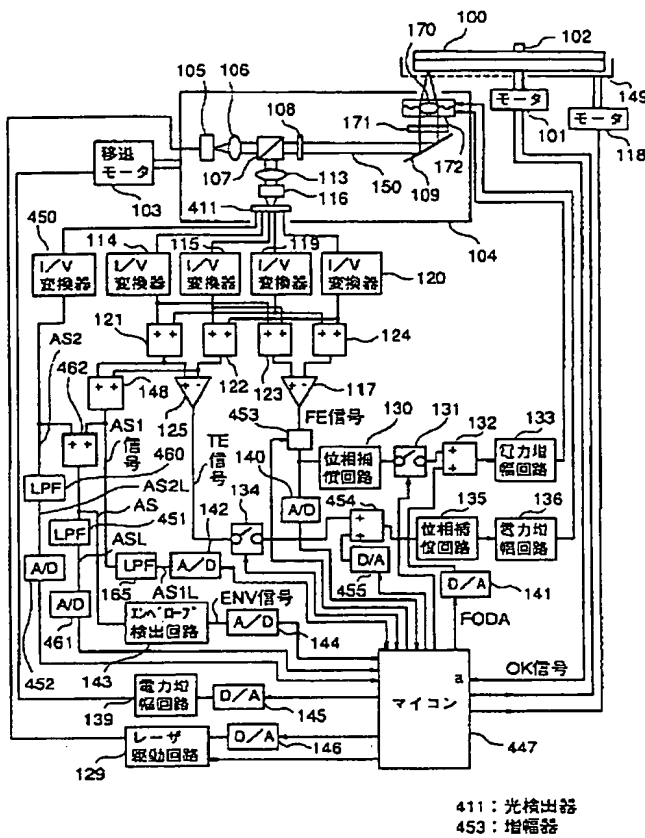 100
102
170
105
106
108
171
モータ
149
101
モータ
118
移送
モータ
103
107
113
150
172
109
116
411
104
450
114
115
119
I/V
変換器
I/V
変換器
I/V
変換器
I/V
変換器
I/V
変換器
120
121
+ +
+ +
+ +
+ +
124
AS2
462
+ +
148
+ -
125
122
123
+ -
117
FE信号
453
AS1
信号
+ +
TE
信号
130
131
132
133
位相補
償回路
+
+
電力増
幅回路
140
A/D
134
454
135
136
LPF
460
AS2L
AS
142
+
+
位相補
償回路
電力増
幅回路
LPF
451
ASL
A/D
LPF
A/D
D/A
D/A
141
165
AS1L
455
FODA
A/D
エンベロープ
検出回路
ENV信号
A/D
144
452
461
143
a
OK信号
電力増
幅回路
D/A
マイコン
139
145
レーザ
駆動回路
D/A
129
146
447
411:光検出器
453:増幅器